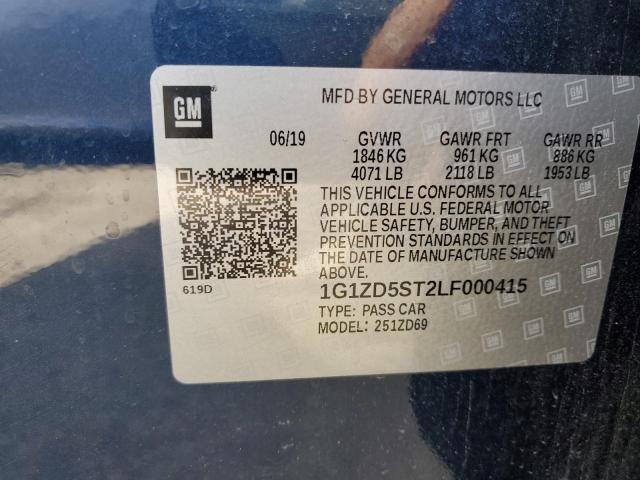 GM
MFD BY GENERAL MOTORS LLC
06/19 GVWR GAWR FRT GAWR RR
1846 KG 961 KG 886 KG
4071 LB 2118 LB 1953 LB
THIS VEHICLE CONFORMS TO ALL
APPLICABLE U.S. FEDERAL MOTOR
VEHICLE SAFETY, BUMPER, AND THEFT
PREVENTION STANDARDS IN EFFECT ON
THE DATE OF MANUFACTURE SHOWN
ABOVE.
619D
1G1ZD5ST2LF000415
TYPE: PASS CAR
MODEL: 251ZD69